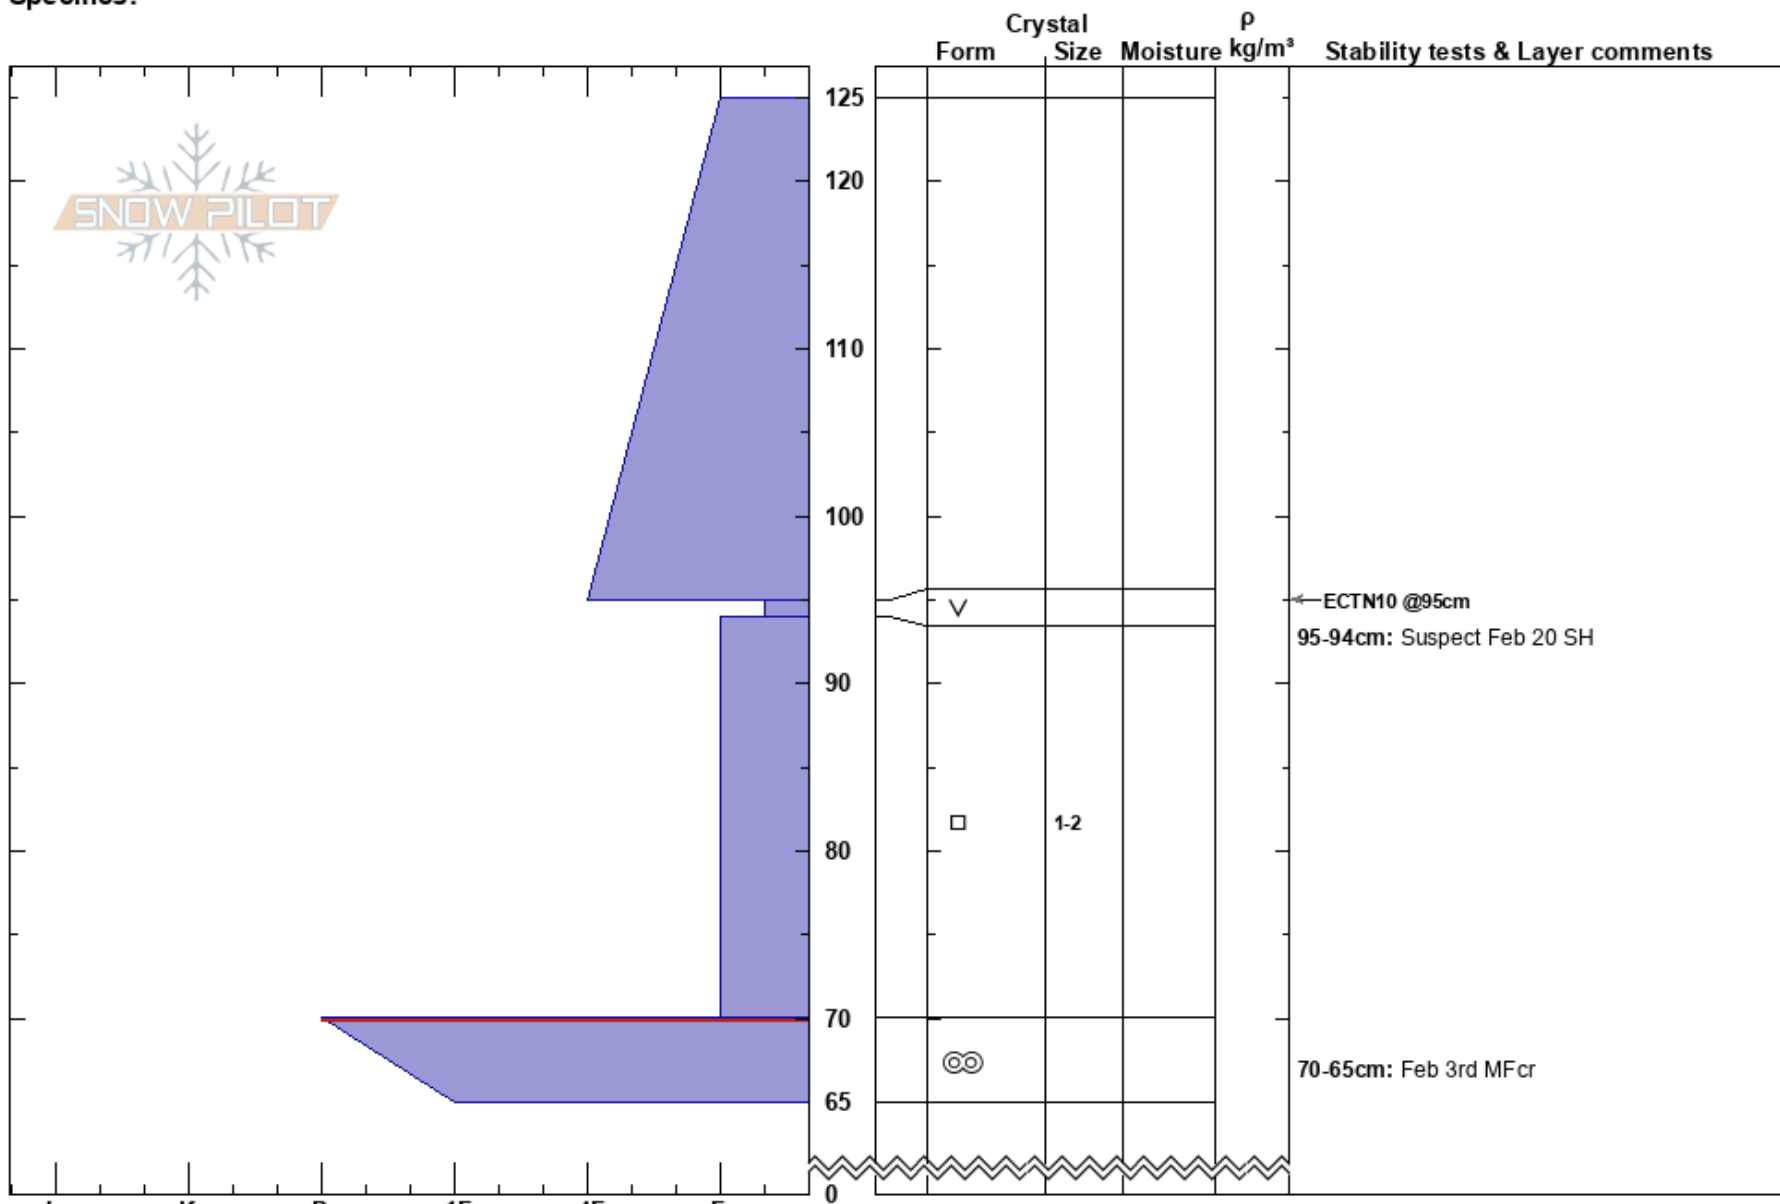 Crystal
ρ
Form
Size
Moisture
kg/m³
Stability tests & Layer comments
125
SNOW PILOT
120
110
100
ECTN10 @95cm
95-94cm: Suspect Feb 20 SH
90
1-2
80
70
70-65cm: Feb 3rd MFcr
65
0